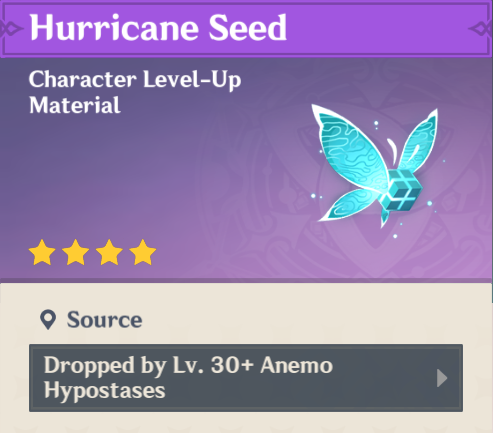 Hurricane Seed
Character Level-Up
Material
Source
Dropped by Lv. 30+ Anemo
Hypostases